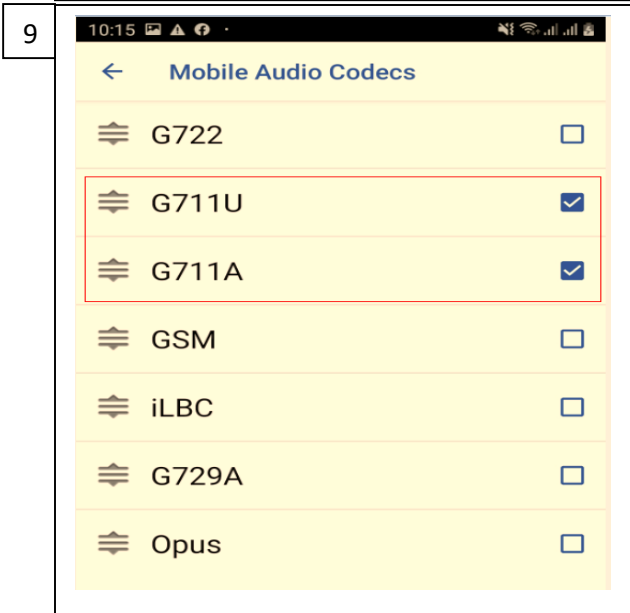 9
10:15
Mobile Audio Codecs
G722
G711U
G711A
GSM
iLBC
G729A
Opus